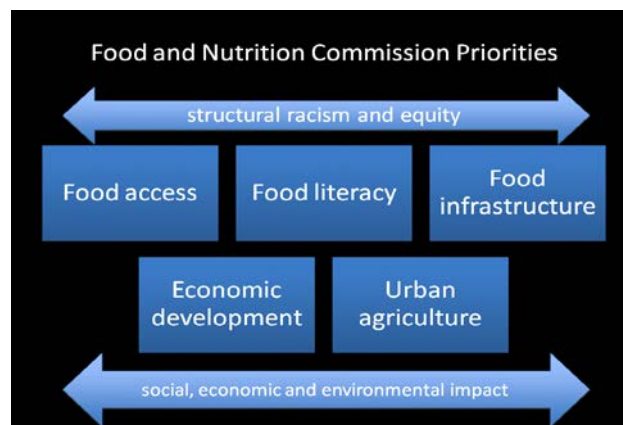 Food and Nutrition Commission Priorities
structural racism and equity
Food access
Food literacy
Food
infrastructure
Economic
development
Urban
agriculture
social, economic and environmental impact